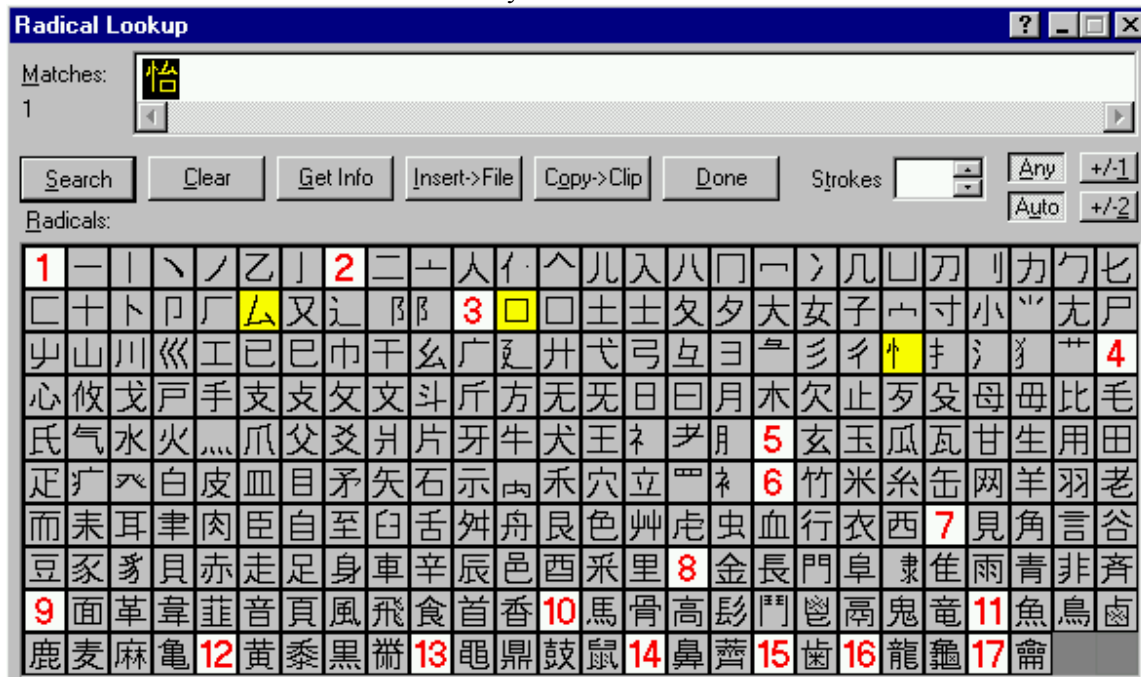 Radical Lookup
Matches:
怡
1
Search Clear Get Info Insert->File Copy->Clip Done Strokes Any +/-1
Auto +/-2
Radicals:
1 一 丨 丶 丿 乙 亅 2 二 亠 人 亻 𠆢 儿 入 八 冂 冖 冫 几 凵 刀 刂 力 勹 匕
匚 十 卜 卩 厂 厶 又 辶 阝 阝 3 口 囗 土 士 夂 夕 大 女 子 宀 寸 小 ⺌ 尢 尸
屮 山 川 巛 工 已 巳 巾 干 幺 广 廴 廾 弋 弓 彑 ヨ 龸 彡 彳 忄 扌 氵 犭 艹 4
心 攸 戈 戸 手 支 攴 攵 文 斗 斤 方 无 旡 日 曰 月 木 欠 止 歹 殳 母 毋 比 毛
氏 气 水 火 灬 爪 父 爻 爿 片 牙 牛 犬 王 礻 耂 月 5 玄 玉 瓜 瓦 甘 生 用 田
疋 疒 癶 白 皮 皿 目 矛 矢 石 示 禸 禾 穴 立 罒 衤 6 竹 米 糸 缶 网 羊 羽 老
而 耒 耳 聿 肉 臣 自 至 臼 舌 舛 舟 艮 色 艸 虍 虫 血 行 衣 西 7 見 角 言 谷
豆 豕 豸 貝 赤 走 足 身 車 辛 辰 邑 酉 釆 里 8 金 長 門 阜 隶 隹 雨 青 非 斉
9 面 革 韋 韭 音 頁 風 飛 食 首 香 10 馬 骨 高 髟 鬥 鬯 鬲 鬼 竜 11 魚 鳥 鹵
鹿 麦 麻 亀 12 黄 黍 黒 黹 13 黽 鼎 鼓 鼠 14 鼻 齊 15 歯 16 龍 龜 17 龠